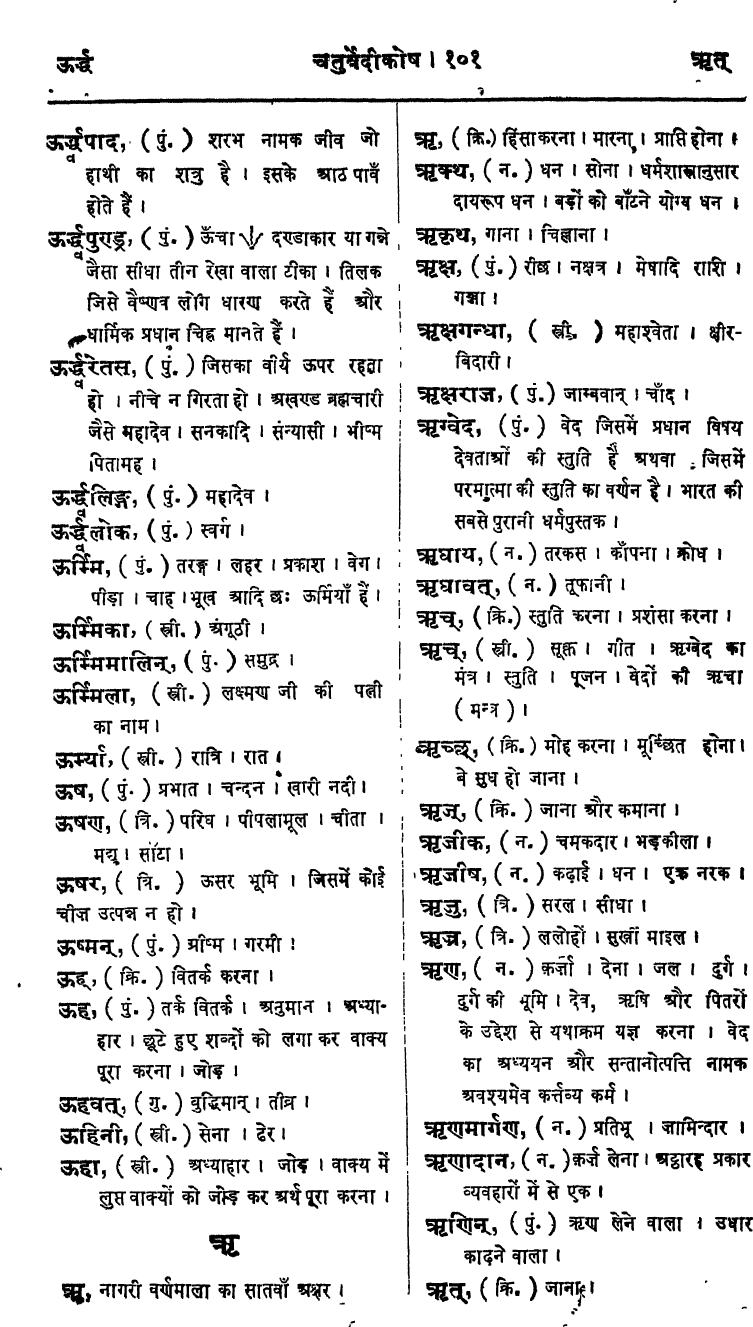 ऊर्द्ध चतुर्वेदीकोष । १०१ ऋत्
ऊर्द्ध्वपाद, ( पुं. ) शरभ नामक जीव जो
हाथी का शत्रु है । इसके आठ पावँ
होते हैं ।
ऊर्द्ध्वपुण्ड्र, ( पुं. ) ऊँचा दण्डाकार या गन्ने
जैसा सीधा तीन रेखा वाला टीका । तिलक
जिसे वैष्णव लोग धारण करते हैं और
धार्मिक प्रधान चिह्न मानते हैं ।
ऊर्द्ध्वरेतस, ( पुं. ) जिसका वीर्य ऊपर रहता
हो । नीचे न गिरता हो । अखण्ड ब्रह्मचारी
जैसे महादेव । सनकादि । संन्यासी । भीष्म
पितामह ।
ऊर्द्ध्वलिङ्ग, ( पुं. ) महादेव ।
ऊर्द्ध्वलोक, ( पुं. ) स्वर्ग ।
ऊर्म्मि, ( पुं. ) तरङ्ग । लहर । प्रकाश । वेग ।
पीड़ा । चाह । भूख आदि छः ऊर्मियाँ हैं ।
ऊर्म्मिका, ( स्त्री. ) अंगूठी ।
ऊर्म्मिमालिन्, ( पुं. ) समुद्र ।
ऊर्म्मिला, ( स्त्री. ) लक्ष्मण जी की पत्नी
का नाम ।
ऊर्म्या, ( स्त्री. ) रात्रि । रात ।
ऊष, ( पुं. ) प्रभात । चन्दन । खारी नदी ।
ऊषण, ( त्रि. ) परिघ । पीपलामूल । चीता ।
मद्य । सोंटा ।
ऊषर, ( त्रि. ) ऊसर भूमि । जिसमें कोई
चीज़ उत्पन्न न हो ।
ऊष्मन्, ( पुं. ) ग्रीष्म । गरमी ।
ऊह्, ( क्रि. ) वितर्क करना ।
ऊह, ( पुं. ) तर्क वितर्क । अनुमान । अध्या-
हार । छूटे हुए शब्दों को लगा कर वाक्य
पूरा करना । जोड़ ।
ऊहवत्, ( गु. ) बुद्धिमान् । तीव्र ।
ऊहिनी, ( स्त्री. ) सेना । ढेर ।
ऊहा, ( स्त्री. ) अध्याहार । जोड़ । वाक्य में
लुप्त वाक्यों को जोड़ कर अर्थ पूरा करना ।
ऋ
ऋ, नागरी वर्णमाला का सातवाँ अक्षर ।
ऋ, ( क्रि. ) हिंसा करना । मारना । प्राप्ति होना ।
ऋक्थ, ( न. ) धन । सोना । धर्मशास्त्रानुसार
दायरूप धन । बड़ों को बाँटने योग्य धन ।
ऋक्थ, गाना । चिल्लाना ।
ऋक्ष, ( पुं. ) रीछ । नक्षत्र । मेषादि राशि ।
गञ्जा ।
ऋक्षगन्धा, ( स्त्री. ) महाश्वेता । क्षीर-
विदारी ।
ऋक्षराज, ( पुं. ) जाम्बवान् । चाँद ।
ऋग्वेद, ( पुं. ) वेद जिसमें प्रधान विषय
देवताओं की स्तुति है अथवा जिसमें
परमात्मा की स्तुति का वर्णन है । भारत की
सबसे पुरानी धर्मपुस्तक ।
ऋघाय, ( न. ) तरकस । काँपना । क्रोध ।
ऋघावत्, ( न. ) तूफानी ।
ऋच्, ( क्रि. ) स्तुति करना । प्रशंसा करना ।
ऋच्, ( स्त्री. ) सूक्त । गीत । ऋग्वेद का
मंत्र । स्तुति । पूजन । वेदों की ऋचा
( मन्त्र ) ।
ऋच्छ्, ( क्रि. ) मोह करना । मूर्च्छित होना ।
बे सुध हो जाना ।
ऋज्, ( क्रि. ) जाना और कमाना ।
ऋजीक, ( न. ) चमकदार । भड़कीला ।
ऋजीष, ( न. ) कढ़ाई । धन । एक नरक ।
ऋजु, ( त्रि. ) सरल । सीधा ।
ऋज्र, ( त्रि. ) ललोहों । सुर्खी माइल ।
ऋण, ( न. ) क़र्ज़ा । देना । जल । दुर्ग ।
दुर्ग की भूमि । देव, ऋषि और पितरों
के उद्देश से यथाक्रम यज्ञ करना । वेद
का अध्ययन और सन्तानोत्पत्ति नामक
अवश्यमेव कर्त्तव्य कर्म ।
ऋणमार्गण, ( न. ) प्रतिभू । जामिन्दार ।
ऋणादान, ( न. ) क़र्ज़ लेना । अट्ठारह प्रकार
व्यवहारों में से एक ।
ऋणिन्, ( पुं. ) ऋण लेने वाला । उधार
काढ़ने वाला ।
ऋत्, ( क्रि. ) जाना ।